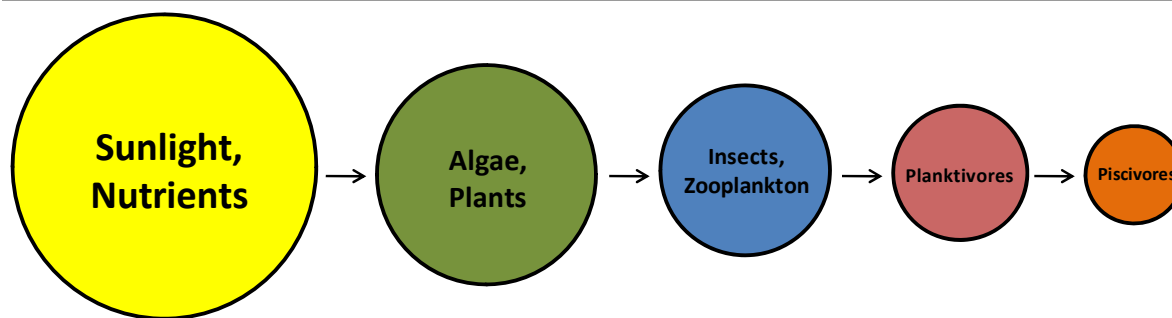 Sunlight,
Nutrients
Algae,
Plants
Insects,
Zooplankton
Planktivores
Piscivores